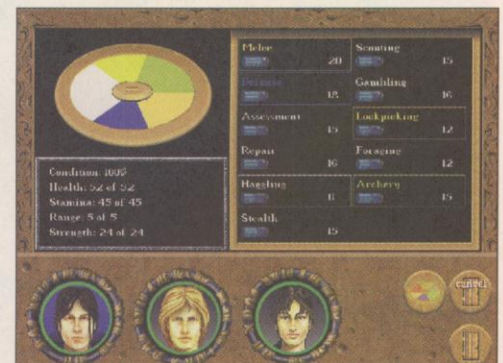 Melee 20
Scouting 15
Defense 18
Gambling 16
Assessment 15
Lockpicking 12
Repair 16
Foraging 12
Haggling 11
Archery 15
Stealth 15
Condition: 100%
Health: 52 of 52
Stamina: 45 of 45
Range: 5 of 5
Strength: 24 of 24
cancel